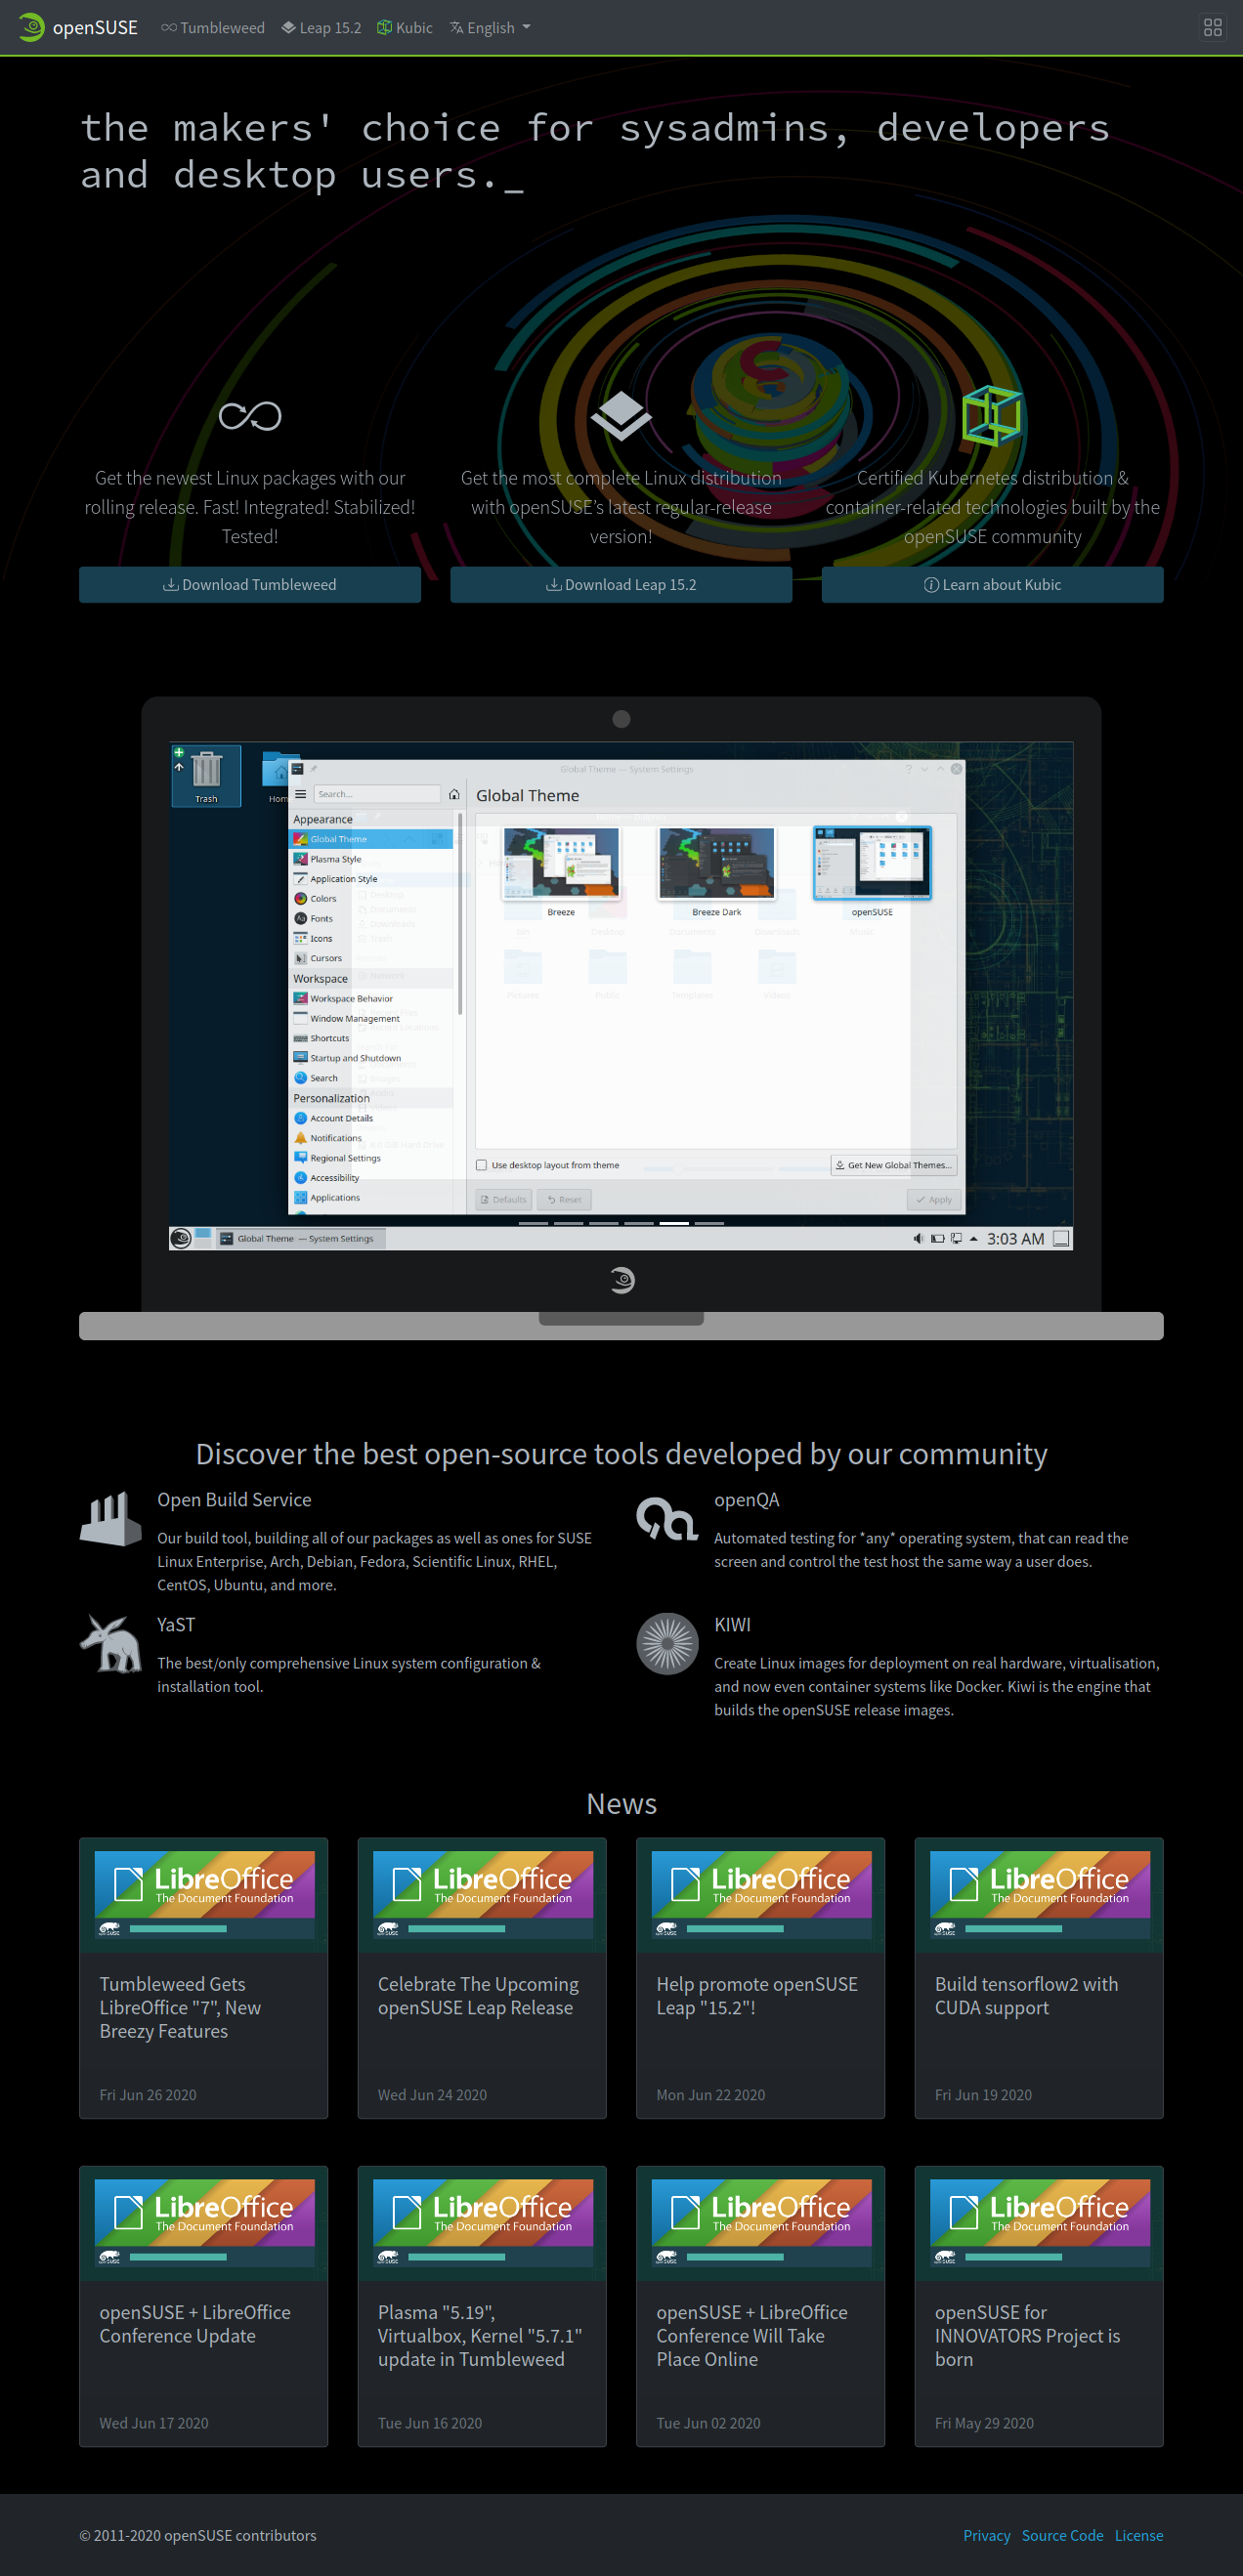 openSUSE Tumbleweed Leap 15.2 Kubic English
the makers' choice for sysadmins, developers
and desktop users._
Get the newest Linux packages with our
rolling release. Fast! Integrated! Stabilized!
Tested!
Download Tumbleweed
Get the most complete Linux distribution
with openSUSE’s latest regular-release
version!
Download Leap 15.2
Certified Kubernetes distribution &
container-related technologies built by the
openSUSE community
Learn about Kubic
Trash
Home
Global Theme — System Settings
Search...
Global Theme
Appearance
Global Theme
Plasma Style
Application Style
Colors
Fonts
Icons
Cursors
Workspace
Workspace Behavior
Window Management
Shortcuts
Startup and Shutdown
Search
Personalization
Account Details
Notifications
Regional Settings
Accessibility
Applications
Breeze
Breeze Dark
openSUSE
Desktop
Documents
Downloads
Music
Pictures
Public
Templates
Videos
Use desktop layout from theme
Get New Global Themes...
Defaults
Reset
Apply
Global Theme — System Settings
3:03 AM
Discover the best open-source tools developed by our community
Open Build Service
Our build tool, building all of our packages as well as ones for SUSE
Linux Enterprise, Arch, Debian, Fedora, Scientific Linux, RHEL,
CentOS, Ubuntu, and more.
openQA
Automated testing for *any* operating system, that can read the
screen and control the test host the same way a user does.
YaST
The best/only comprehensive Linux system configuration &
installation tool.
KIWI
Create Linux images for deployment on real hardware, virtualisation,
and now even container systems like Docker. Kiwi is the engine that
builds the openSUSE release images.
News
LibreOffice
The Document Foundation
Tumbleweed Gets
LibreOffice "7", New
Breezy Features
Fri Jun 26 2020
LibreOffice
The Document Foundation
Celebrate The Upcoming
openSUSE Leap Release
Wed Jun 24 2020
LibreOffice
The Document Foundation
Help promote openSUSE
Leap "15.2"!
Mon Jun 22 2020
LibreOffice
The Document Foundation
Build tensorflow2 with
CUDA support
Fri Jun 19 2020
LibreOffice
The Document Foundation
openSUSE + LibreOffice
Conference Update
Wed Jun 17 2020
LibreOffice
The Document Foundation
Plasma "5.19",
Virtualbox, Kernel "5.7.1"
update in Tumbleweed
Tue Jun 16 2020
LibreOffice
The Document Foundation
openSUSE + LibreOffice
Conference Will Take
Place Online
Tue Jun 02 2020
LibreOffice
The Document Foundation
openSUSE for
INNOVATORS Project is
born
Fri May 29 2020
© 2011-2020 openSUSE contributors
Privacy Source Code License